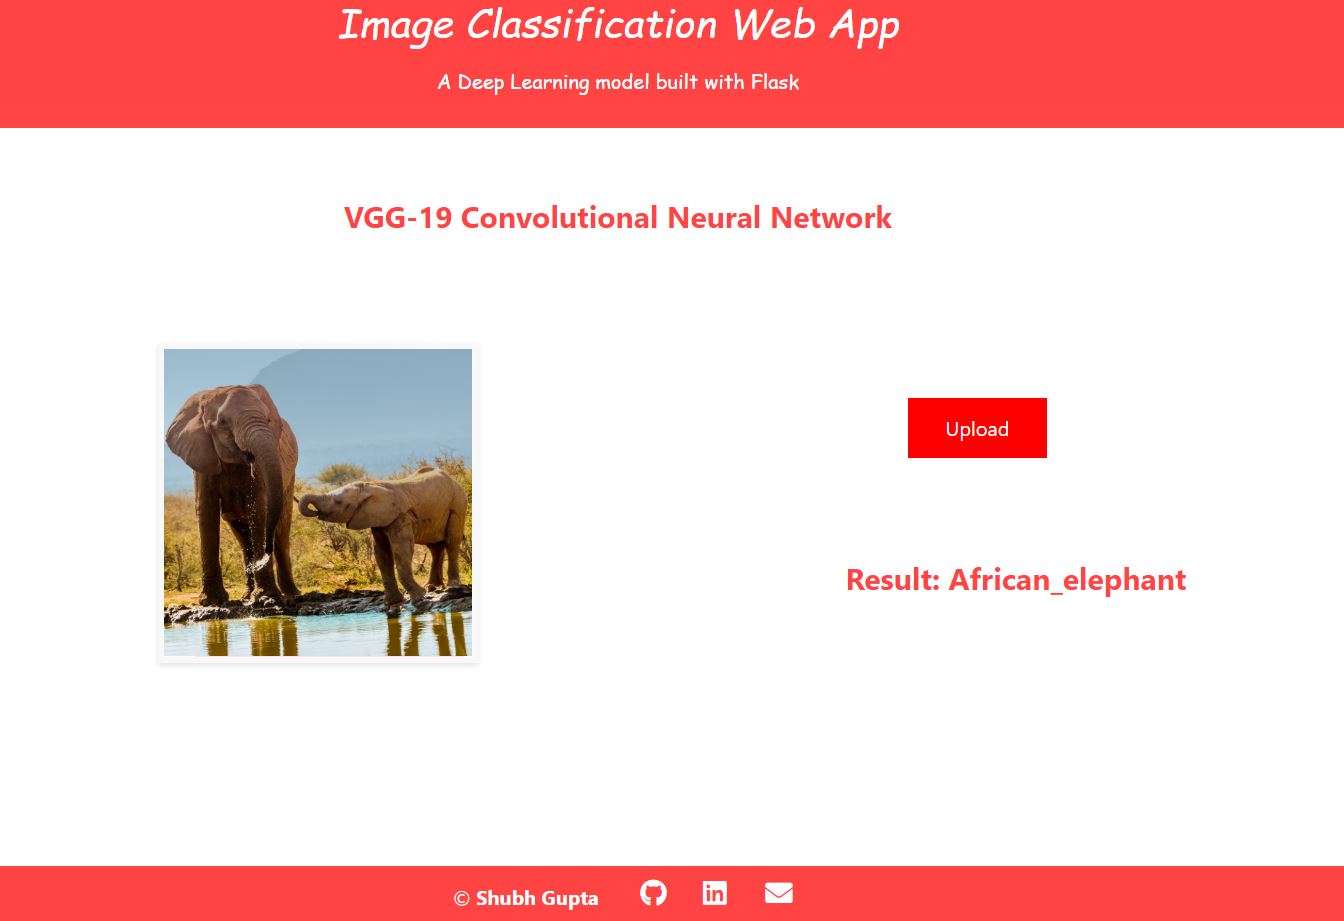 Image Classification Web App
A Deep Learning model built with Flask
VGG-19 Convolutional Neural Network
Upload
Result: African_elephant
© Shubh Gupta
in